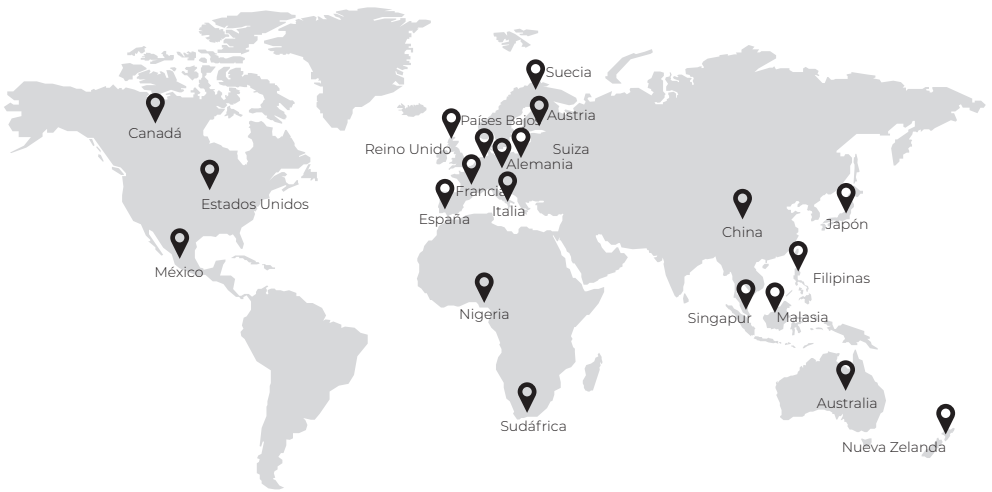 Suecia
Canadá
Países Bajos
Austria
Reino Unido
Suiza
Alemania
Estados Unidos
Francia
España
Italia
China
Japón
México
Filipinas
Nigeria
Singapur
Malasia
Australia
Sudáfrica
Nueva Zelanda